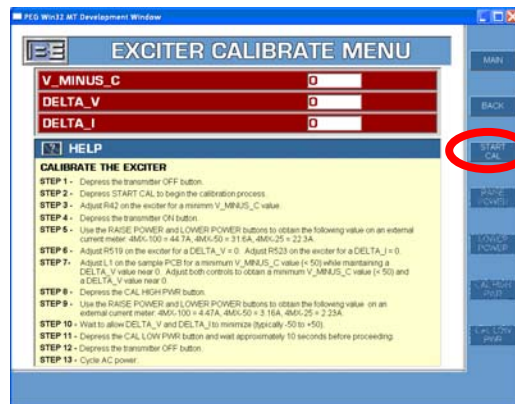 PEG Win32 MT Development Window
BE
EXCITER CALIBRATE MENU
V_MINUS_C 0
DELTA_V 0
DELTA_I 0
? HELP
CALIBRATE THE EXCITER
STEP 1 - Depress the transmitter OFF button.
STEP 2 - Depress START CAL to begin the calibration process.
STEP 3 - Adjust R42 on the exciter for a minimm V_MINUS_C value.
STEP 4 - Depress the transmitter ON button.
STEP 5 - Use the RAISE POWER and LOWER POWER buttons to obtain the following value on an external
current meter: 4MX-100 = 44.7A, 4MX-50 = 31.6A, 4MX-25 = 22.3A.
STEP 6 - Adjust R519 on the exciter for a DELTA_V = 0. Adjust R523 on the exciter for a DELTA_I = 0.
STEP 7- Adjust L1 on the sample PCB for a minimum V_MINUS_C value (< 50) while maintaining a
DELTA_V value near 0. Adjust both controls to obtain a minimum V_MINUS_C value (< 50) and
a DELTA_V value near 0.
STEP 8 - Depress the CAL HIGH PWR button.
STEP 9 - Use the RAISE POWER and LOWER POWER buttons to obtain the following value on an
external current meter: 4MX-100 = 4.47A, 4MX-50 = 3.16A, 4MX-25 = 2.23A.
STEP 10 - Wait to allow DELTA_V and DELTA_I to minimize (typically -50 to +50).
STEP 11 - Depress the CAL LOW PWR button and wait approximately 10 seconds before proceeding.
STEP 12 - Depress the transmitter OFF button.
STEP 13 - Cycle AC power.
MAIN
BACK
START
CAL
RAISE
POWER
LOWER
POWER
CAL HIGH
PWR
CAL LOW
PWR